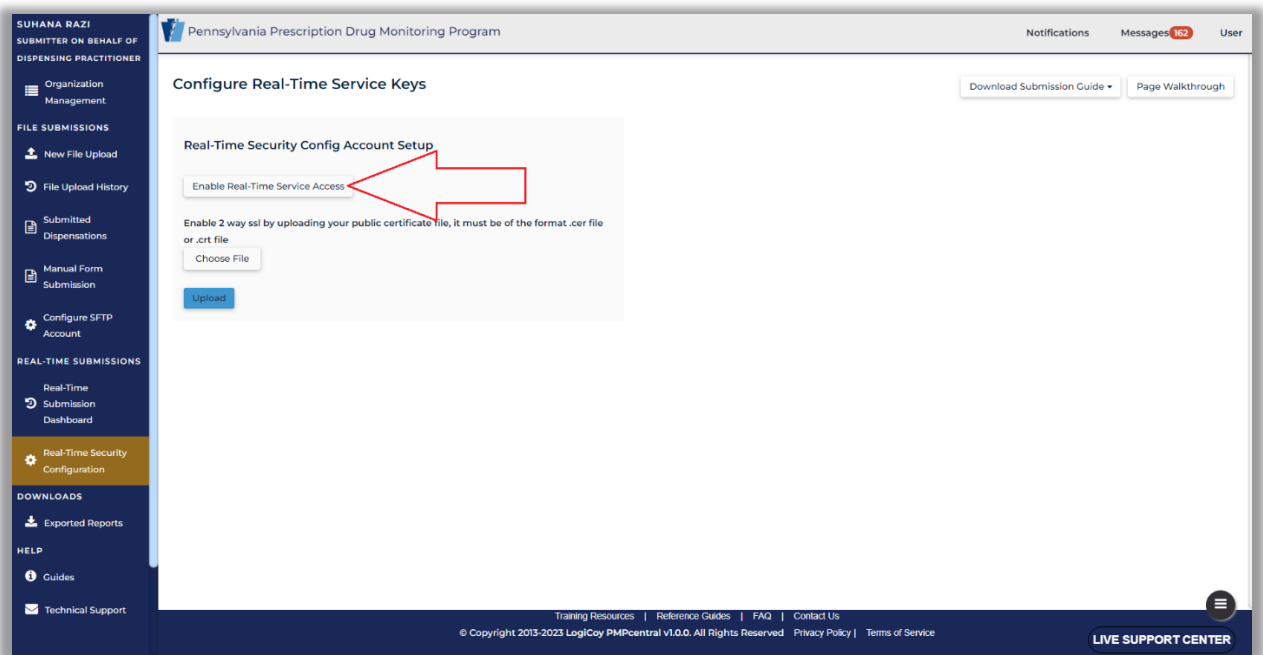 SUHANA RAZI
SUBMITTER ON BEHALF OF
DISPENSING PRACTITIONER
Organization
Management
FILE SUBMISSIONS
New File Upload
File Upload History
Submitted
Dispensations
Manual Form
Submission
Configure SFTP
Account
REAL-TIME SUBMISSIONS
Real-Time
Submission
Dashboard
Real-Time Security
Configuration
DOWNLOADS
Exported Reports
HELP
Guides
Technical Support
Pennsylvania Prescription Drug Monitoring Program
Notifications Messages 162 User
Configure Real-Time Service Keys
Download Submission Guide Page Walkthrough
Real-Time Security Config Account Setup
Enable Real-Time Service Access
Enable 2 way ssl by uploading your public certificate file, it must be of the format .cer file
or .crt file
Choose File
Upload
Training Resources | Reference Guides | FAQ | Contact Us
© Copyright 2013-2023 LogiCoy PMPcentral v1.0.0. All Rights Reserved Privacy Policy | Terms of Service
LIVE SUPPORT CENTER